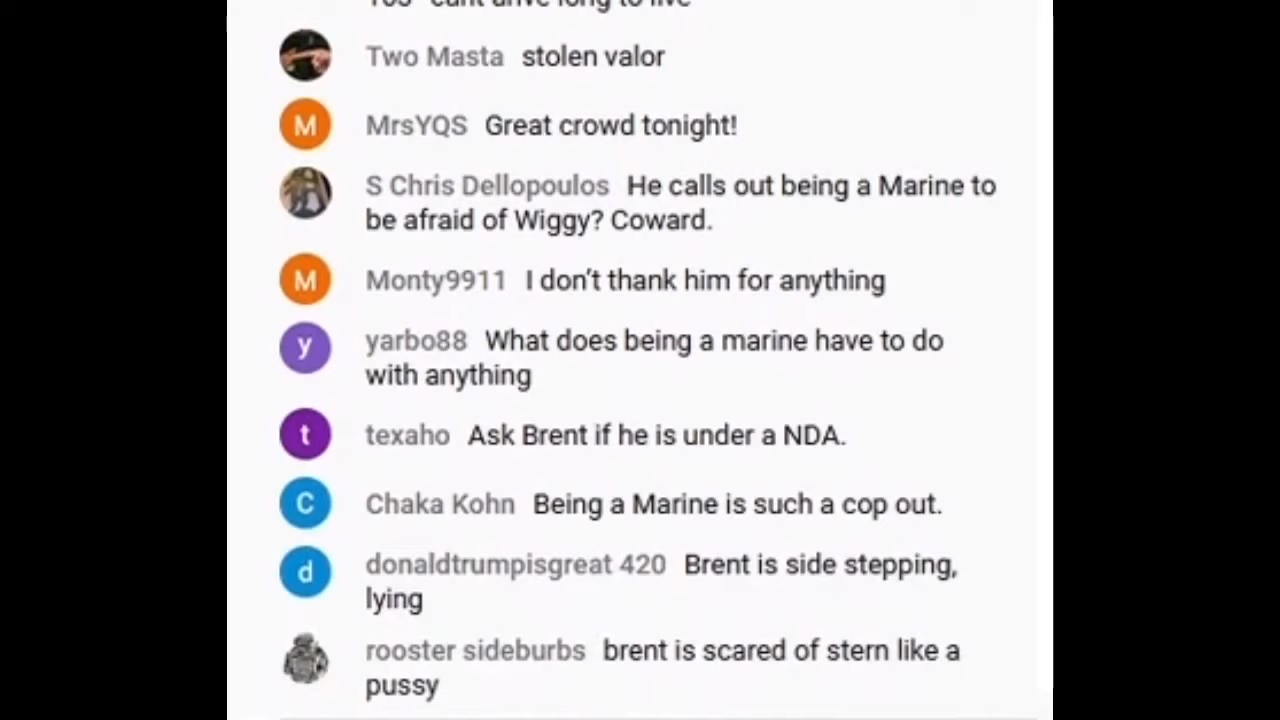 Two Masta stolen valor
M MrsYQS Great crowd tonight!
S Chris Dellopoulos He calls out being a Marine to
be afraid of Wiggy? Coward.
M Monty9911 I don’t thank him for anything
y yarbo88 What does being a marine have to do
with anything
t texaho Ask Brent if he is under a NDA.
C Chaka Kohn Being a Marine is such a cop out.
d donaldtrumpisgreat 420 Brent is side stepping,
lying
rooster sideburbs brent is scared of stern like a
pussy